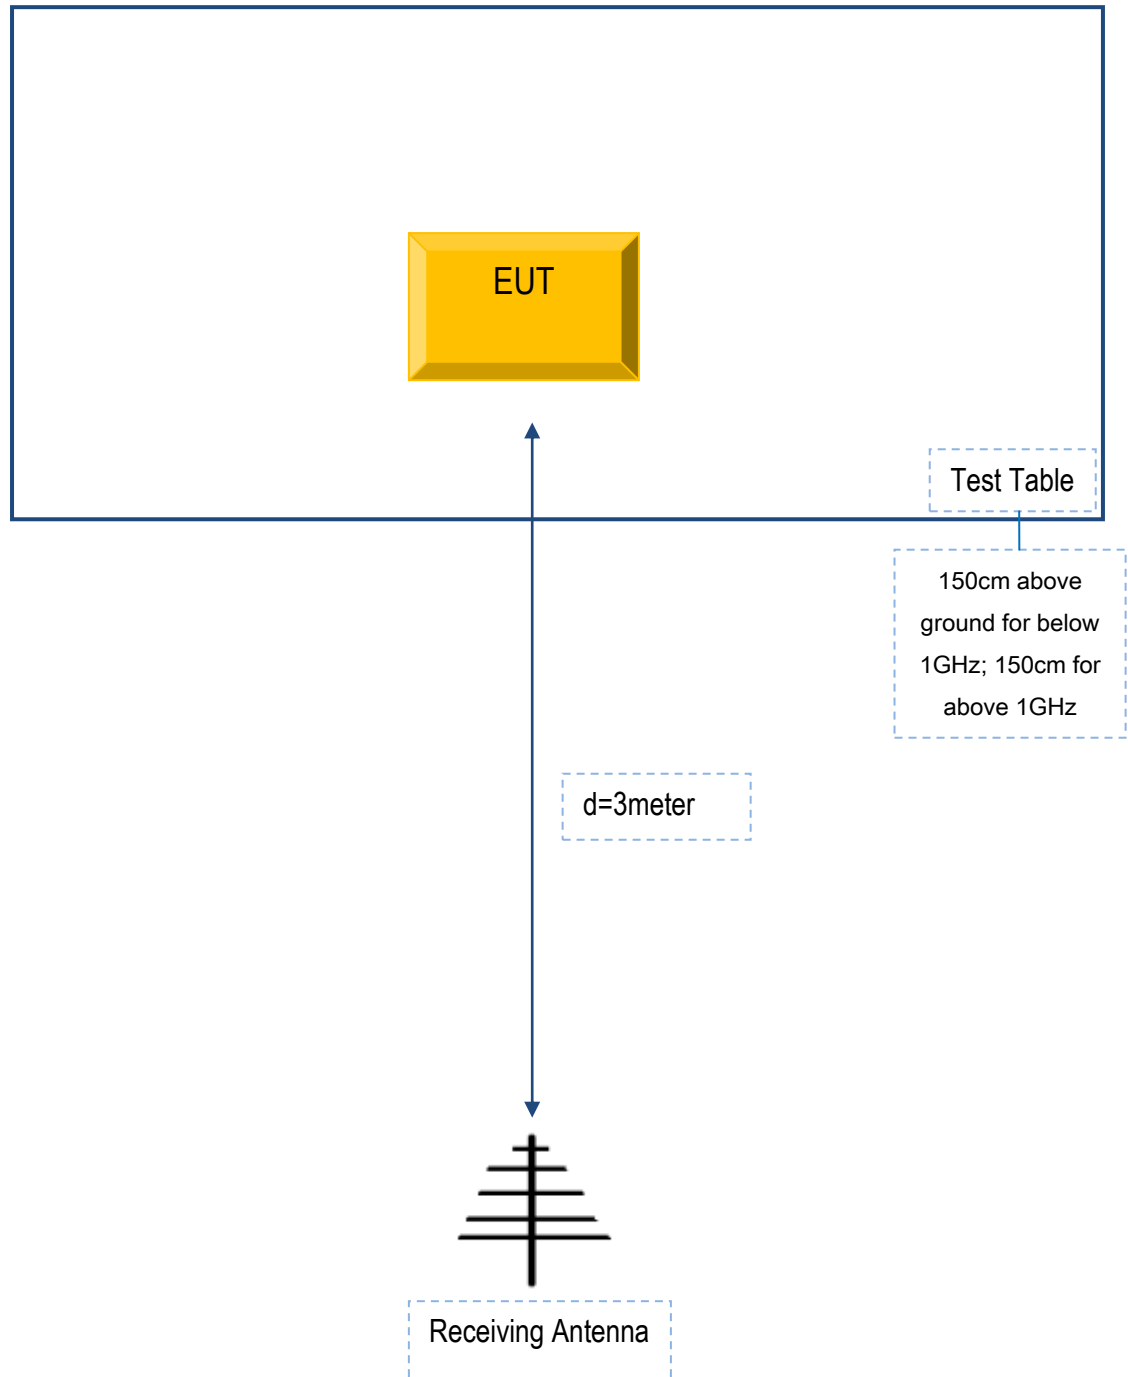 EUT
Test Table
150cm above
ground for below
1GHz; 150cm for
above 1GHz
d=3meter
Receiving Antenna